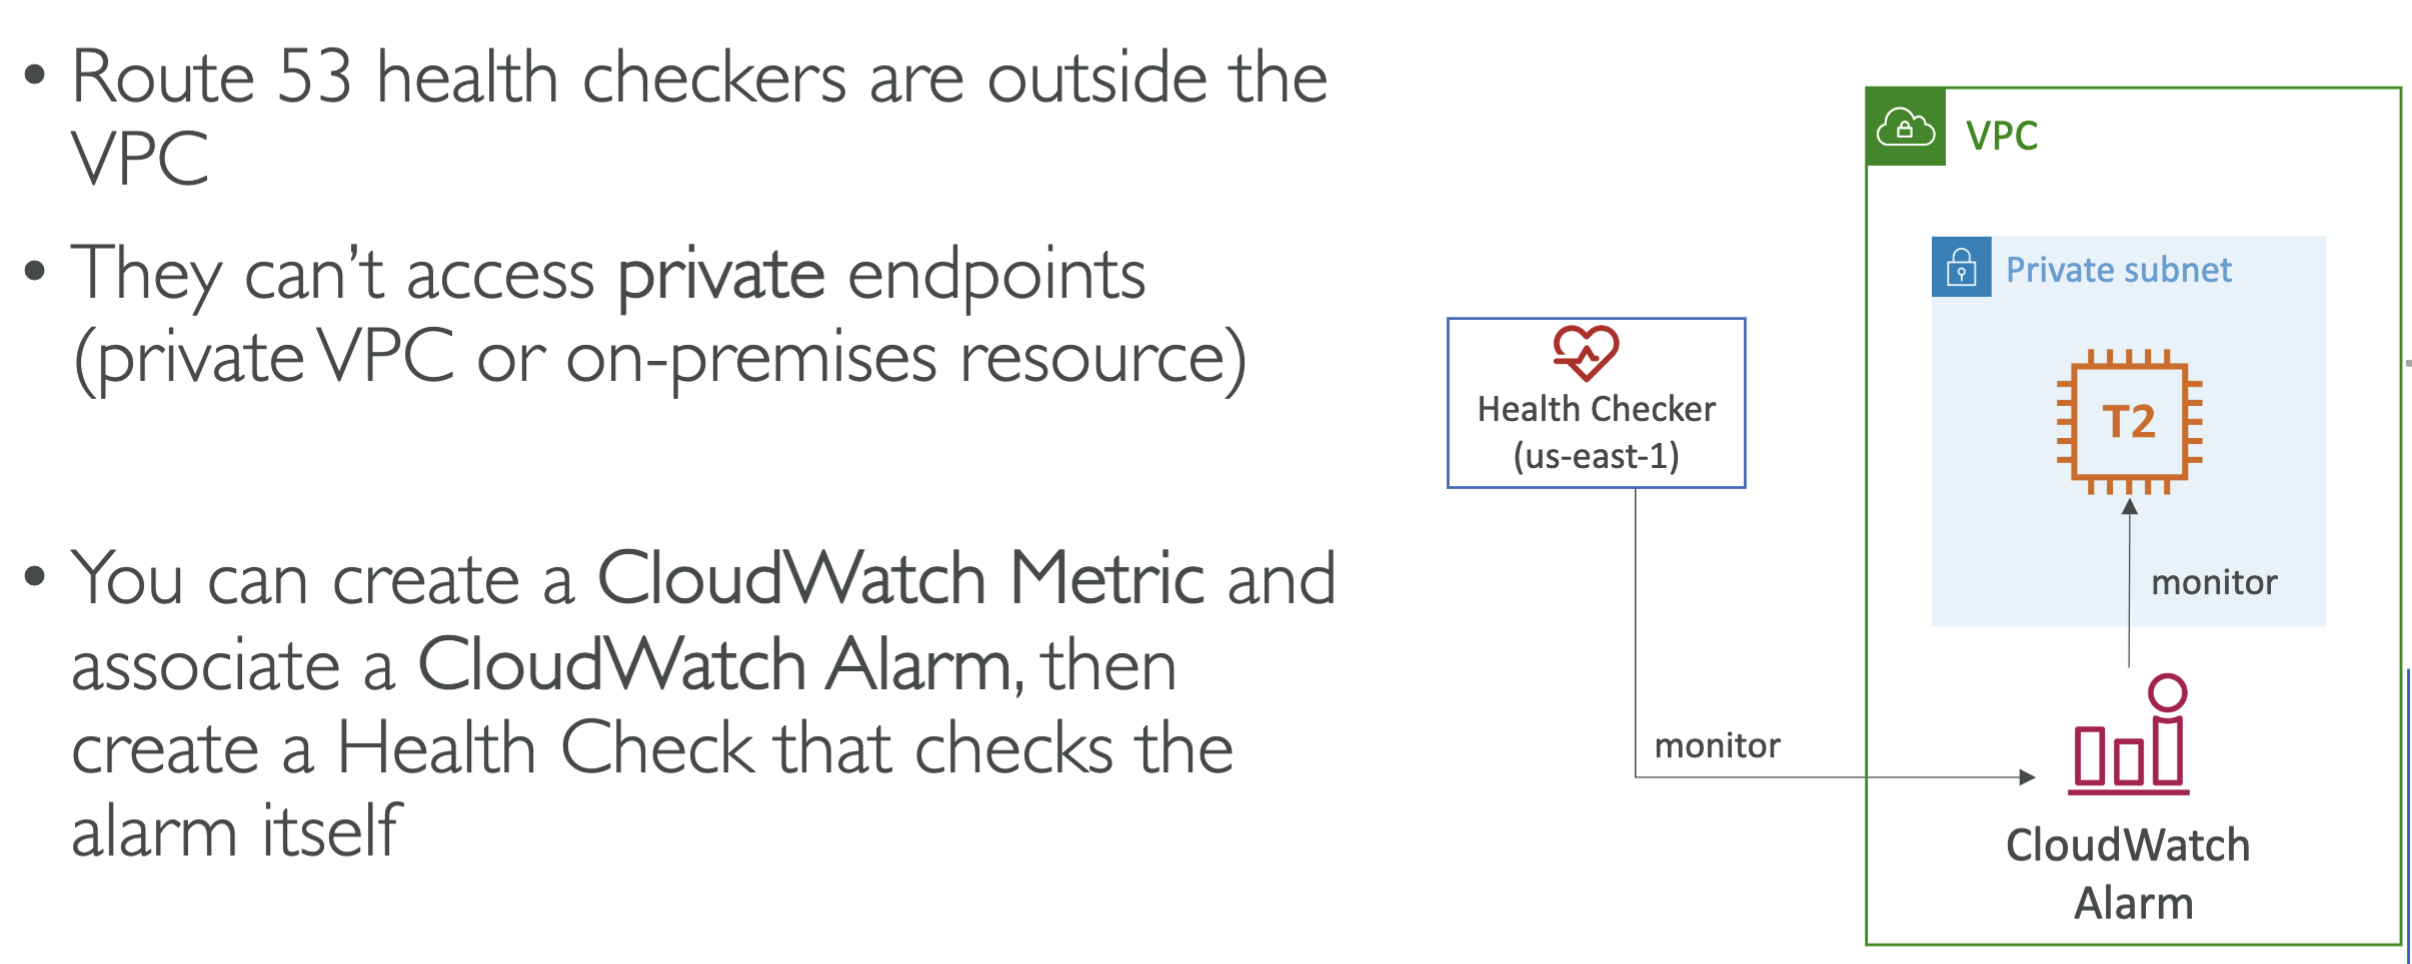 • Route 53 health checkers are outside the
VPC
• They can’t access private endpoints
(private VPC or on-premises resource)
• You can create a CloudWatch Metric and
associate a CloudWatch Alarm, then
create a Health Check that checks the
alarm itself
VPC
Private subnet
T2
Health Checker
(us-east-1)
monitor
monitor
CloudWatch
Alarm